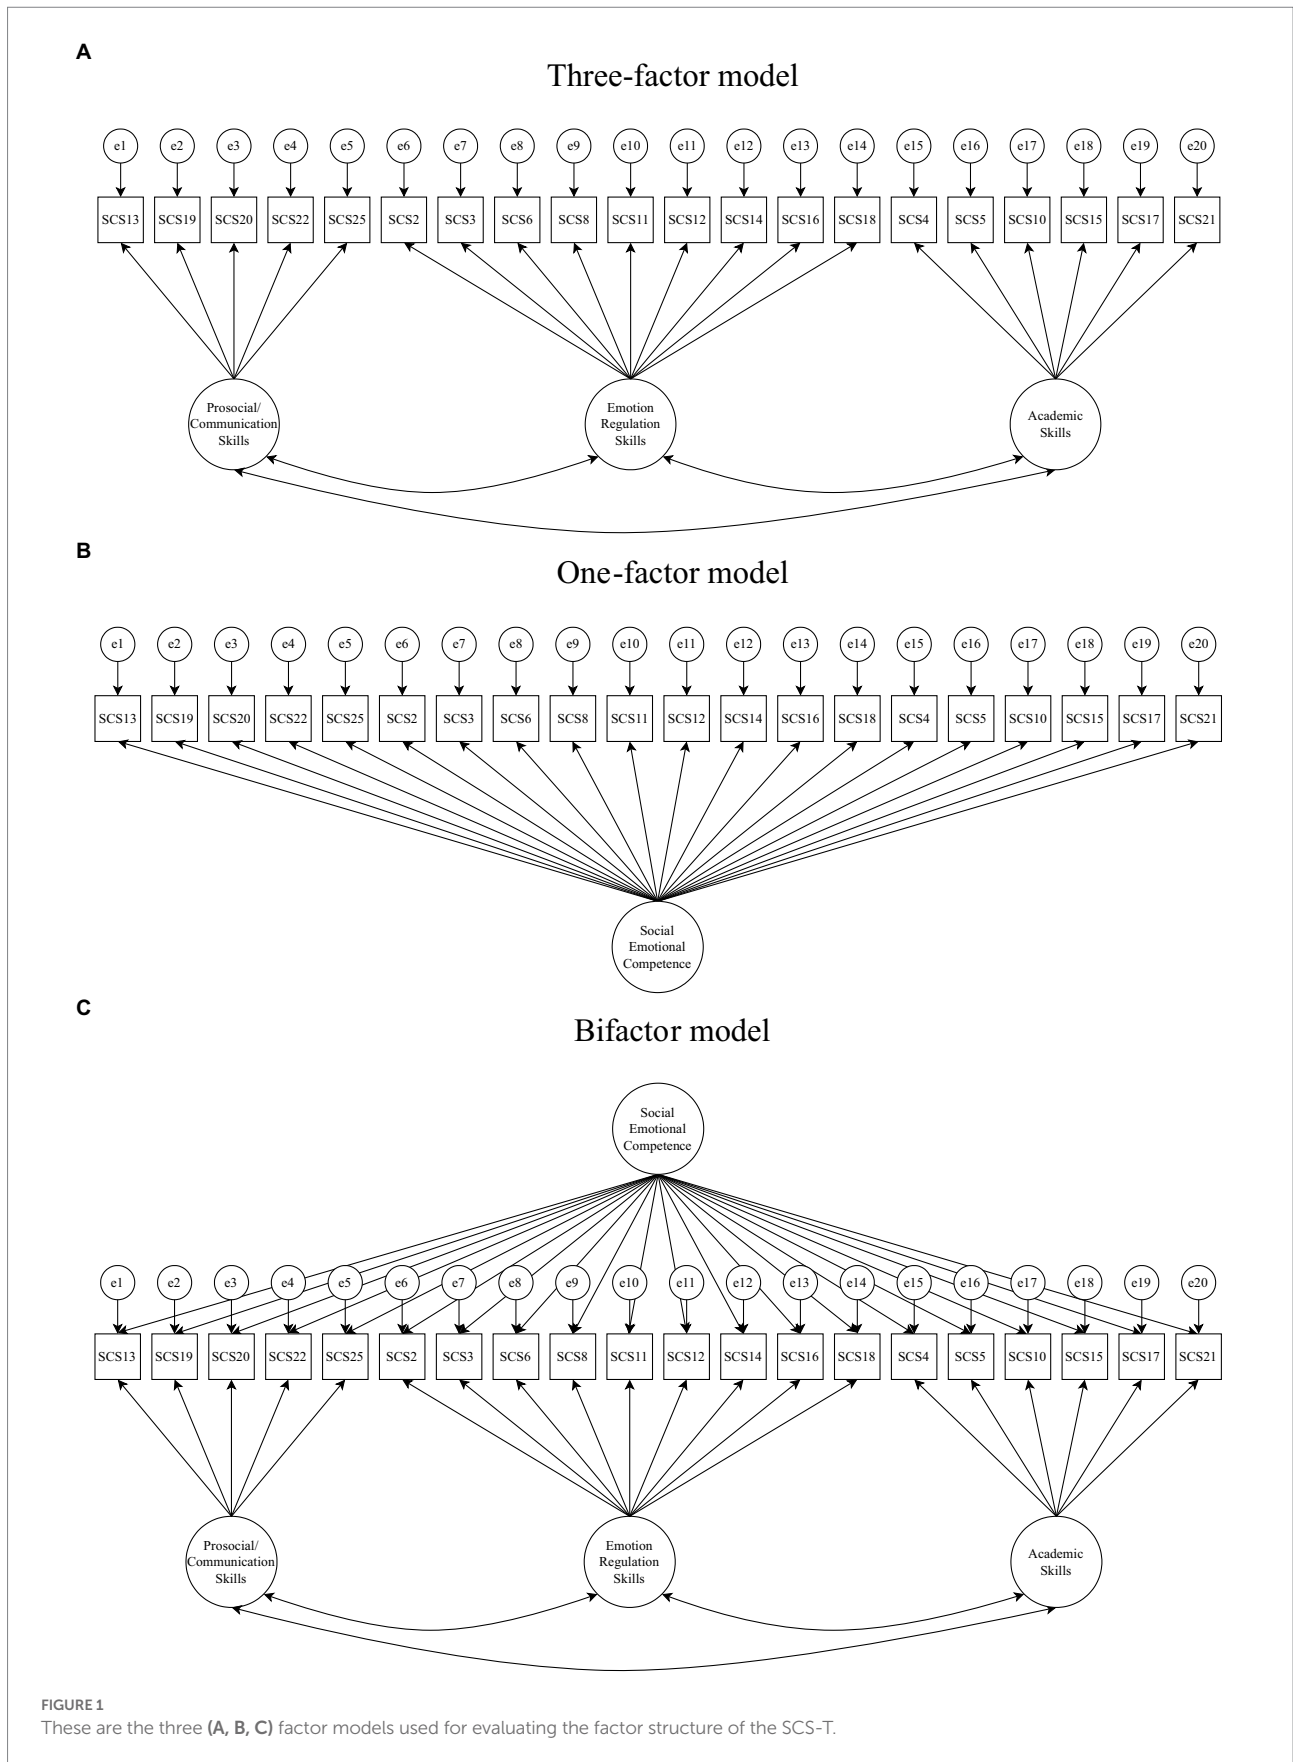 A
Three-factor model
e1 e2 e3 e4 e5 e6 e7 e8 e9 e10 e11 e12 e13 e14 e15 e16 e17 e18 e19 e20
SCS13 SCS19 SCS20 SCS22 SCS25 SCS2 SCS3 SCS6 SCS8 SCS11 SCS12 SCS14 SCS16 SCS18 SCS4 SCS5 SCS10 SCS15 SCS17 SCS21
Prosocial/
Communication
Skills
Emotion
Regulation
Skills
Academic
Skills
B
One-factor model
e1 e2 e3 e4 e5 e6 e7 e8 e9 e10 e11 e12 e13 e14 e15 e16 e17 e18 e19 e20
SCS13 SCS19 SCS20 SCS22 SCS25 SCS2 SCS3 SCS6 SCS8 SCS11 SCS12 SCS14 SCS16 SCS18 SCS4 SCS5 SCS10 SCS15 SCS17 SCS21
Social
Emotional
Competence
C
Bifactor model
Social
Emotional
Competence
e1 e2 e3 e4 e5 e6 e7 e8 e9 e10 e11 e12 e13 e14 e15 e16 e17 e18 e19 e20
SCS13 SCS19 SCS20 SCS22 SCS25 SCS2 SCS3 SCS6 SCS8 SCS11 SCS12 SCS14 SCS16 SCS18 SCS4 SCS5 SCS10 SCS15 SCS17 SCS21
Prosocial/
Communication
Skills
Emotion
Regulation
Skills
Academic
Skills
FIGURE 1
These are the three (A, B, C) factor models used for evaluating the factor structure of the SCS-T.